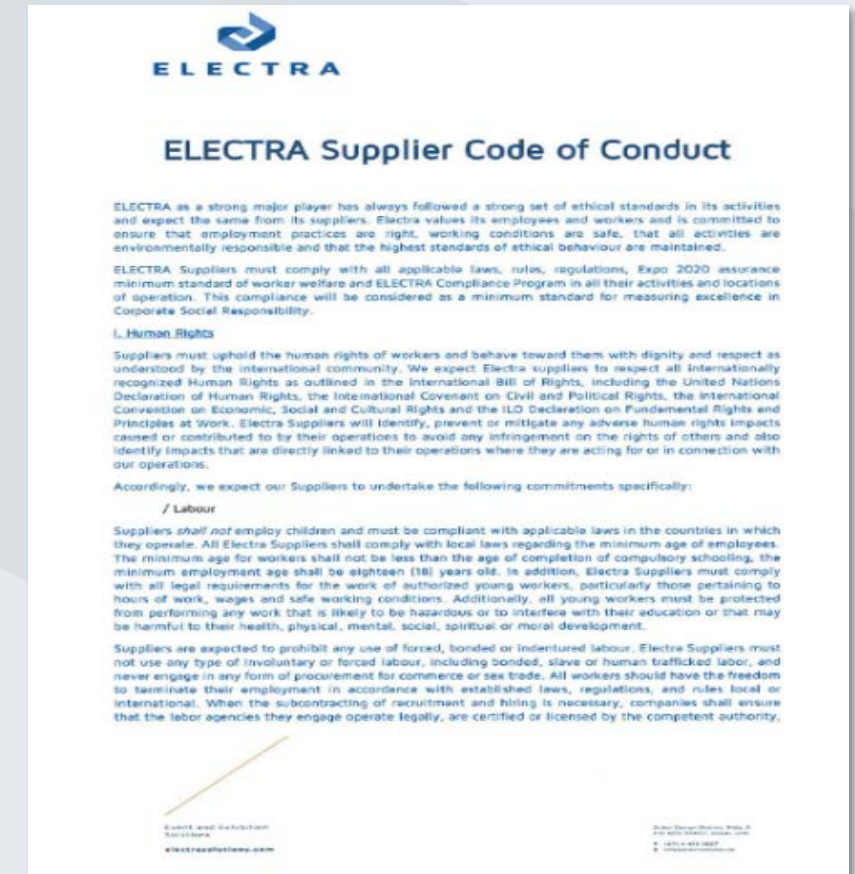 ELECTRA
ELECTRA Supplier Code of Conduct
ELECTRA as a strong major player has always followed a strong set of ethical standards in its activities
and expect the same from its suppliers. Electra values its employees and workers and is committed to
ensure that employment practices are right, working conditions are safe, that all activities are
environmentally responsible and that the highest standards of ethical behaviour are maintained.
ELECTRA Suppliers must comply with all applicable laws, rules, regulations, Expo 2020 assurance
minimum standard of worker welfare and ELECTRA Compliance Program in all their activities and locations
of operation. This compliance will be considered as a minimum standard for measuring excellence in
Corporate Social Responsibility.
I. Human Rights
Suppliers must uphold the human rights of workers and behave toward them with dignity and respect as
understood by the international community. We expect Electra suppliers to respect all internationally
recognized Human Rights as outlined in the International Bill of Rights, including the United Nations
Declaration of Human Rights, the International Covenant on Civil and Political Rights, the International
Convention on Economic, Social and Cultural Rights and the ILO Declaration on Fundamental Rights and
Principles at Work. Electra Suppliers will identify, prevent or mitigate any adverse human rights impacts
caused or contributed to by their operations to avoid any infringement on the rights of others and also
identify impacts that are directly linked to their operations where they are acting for or in connection with
our operations.
Accordingly, we expect our Suppliers to undertake the following commitments specifically:
/ Labour
Suppliers shall not employ children and must be compliant with applicable laws in the countries in which
they operate. All Electra Suppliers shall comply with local laws regarding the minimum age of employees.
The minimum age for workers shall not be less than the age of completion of compulsory schooling, the
minimum employment age shall be eighteen (18) years old. In addition, Electra Suppliers must comply
with all legal requirements for the work of authorized young workers, particularly those pertaining to
hours of work, wages and safe working conditions. Additionally, all young workers must be protected
from performing any work that is likely to be hazardous or to interfere with their education or that may
be harmful to their health, physical, mental, social, spiritual or moral development.
Suppliers are expected to prohibit any use of forced, bonded or indentured labour. Electra Suppliers must
not use any type of involuntary or forced labour, including bonded, slave or human trafficked labor, and
never engage in any form of procurement for commerce or sex trade. All workers should have the freedom
to terminate their employment in accordance with established laws, regulations, and rules local or
international. When the subcontracting of recruitment and hiring is necessary, companies shall ensure
that the labor agencies they engage operate legally, are certified or licensed by the competent authority,
Event and Exhibition
Solutions
electrasolutions.com